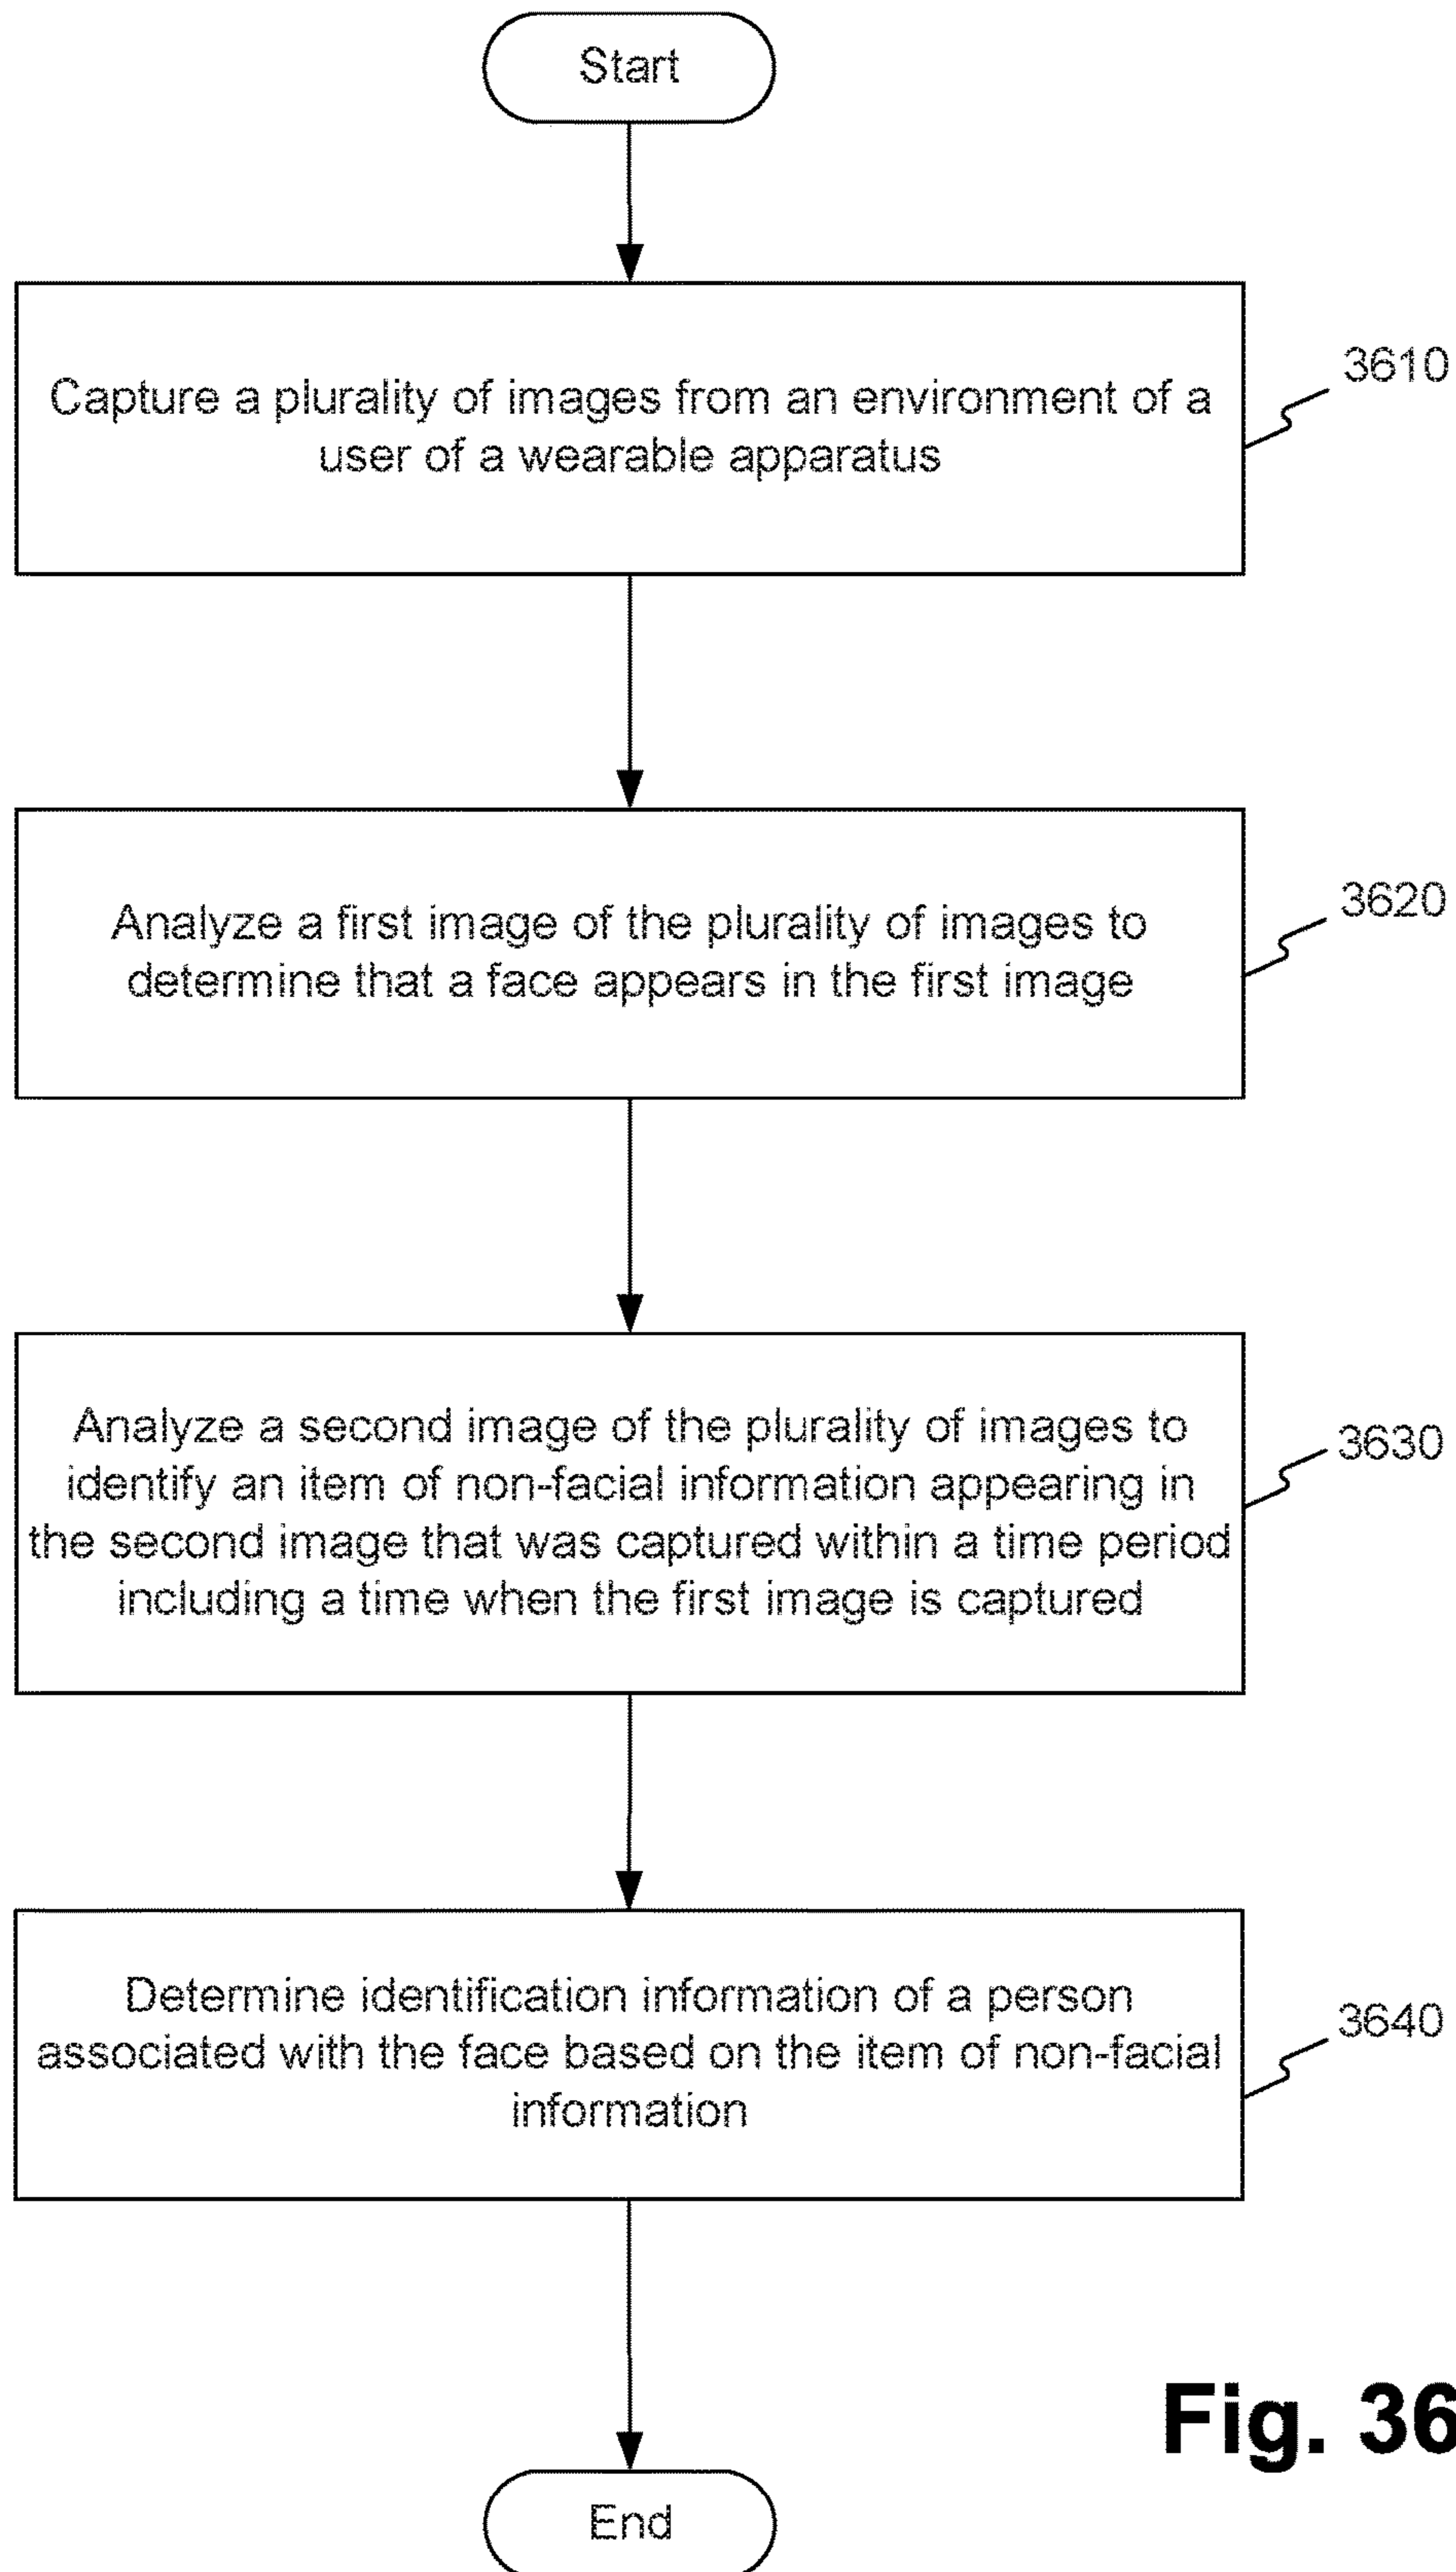 Start
Capture a plurality of images from an environment of a
user of a wearable apparatus
3610
Analyze a first image of the plurality of images to
determine that a face appears in the first image
3620
Analyze a second image of the plurality of images to
identify an item of non-facial information appearing in
the second image that was captured within a time period
including a time when the first image is captured
3630
Determine identification information of a person
associated with the face based on the item of non-facial
information
3640
Fig. 36
End